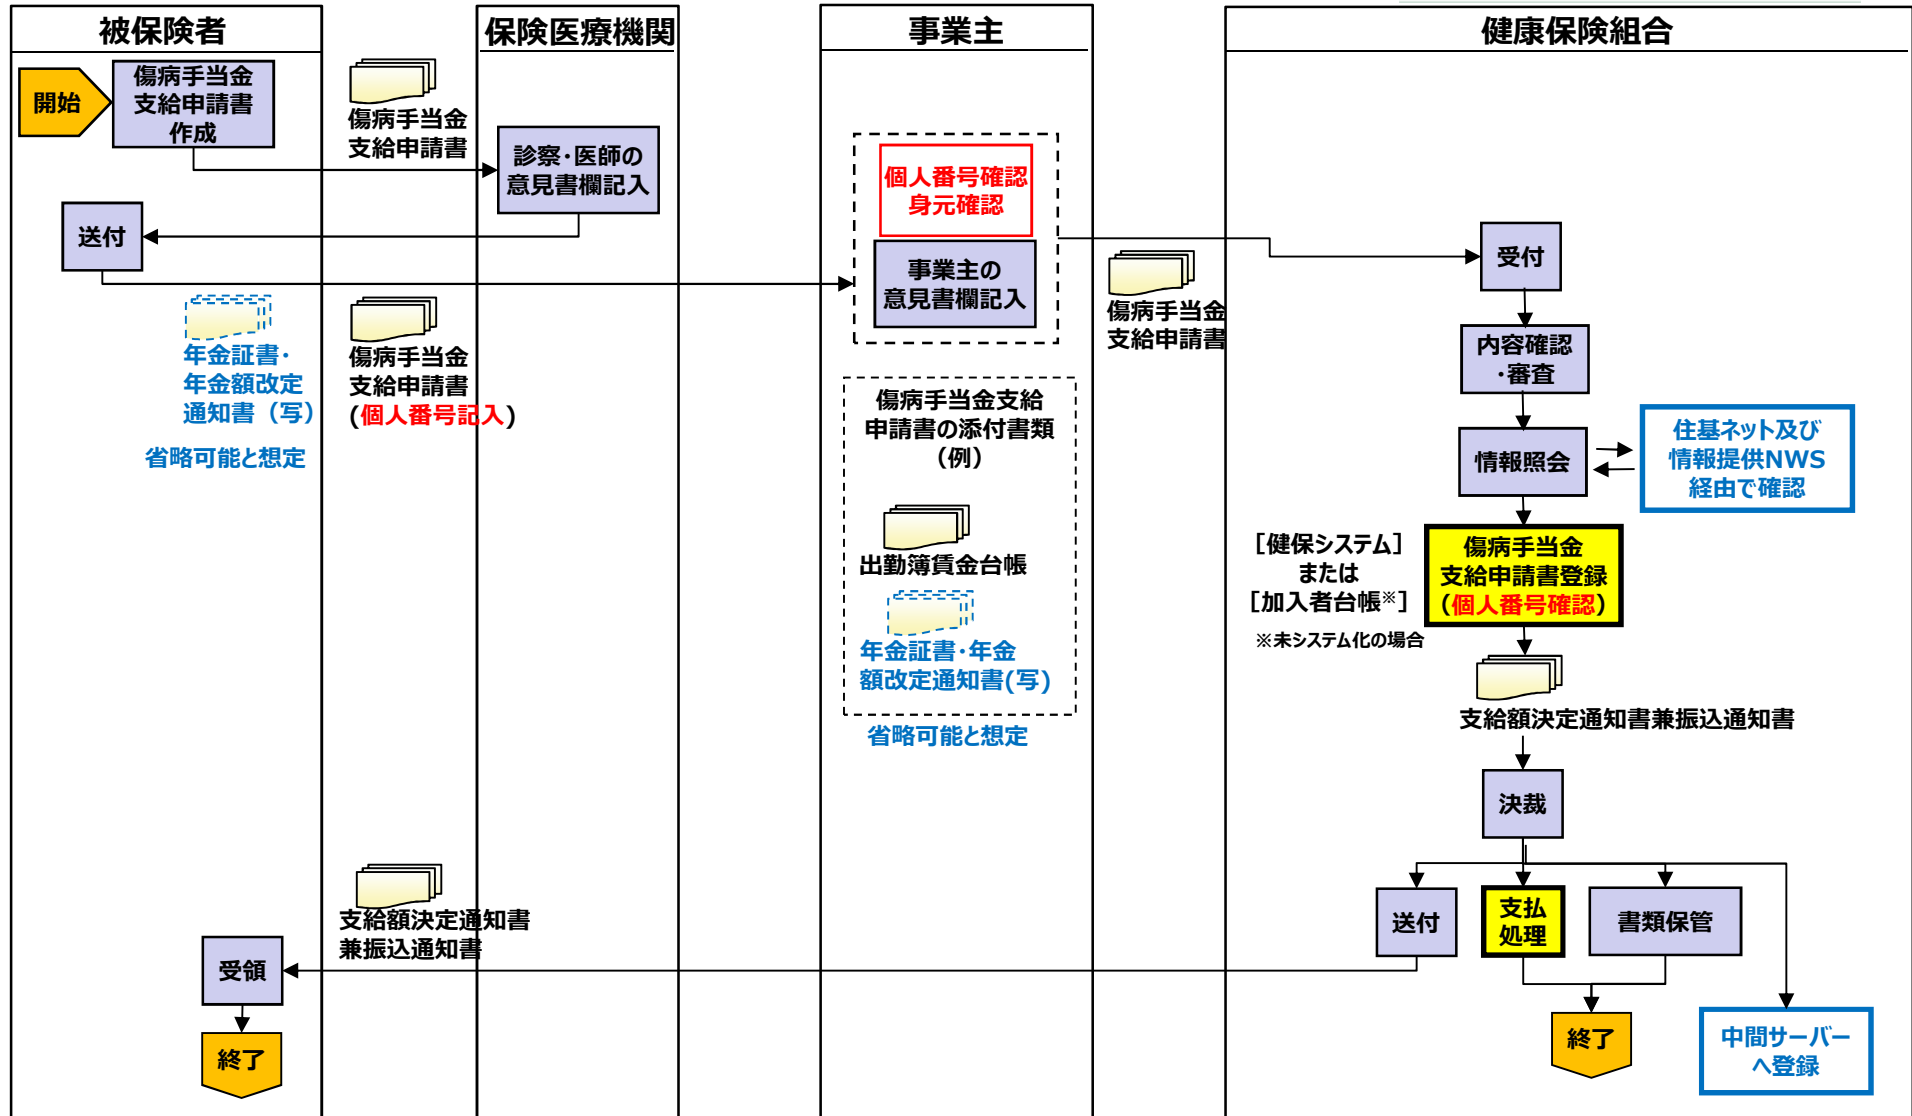 被保険者
保険医療機関
事業主
健康保険組合
開始
傷病手当金
支給申請書
作成
傷病手当金
支給申請書
診察・医師の
意見書欄記入
送付
個人番号確認
身元確認
事業主の
意見書欄記入
傷病手当金
支給申請書
受付
内容確認
・審査
年金証書・
年金額改定
通知書（写）
省略可能と想定
傷病手当金
支給申請書
(個人番号記入)
傷病手当金支給
申請書の添付書類
（例）
出勤簿賃金台帳
年金証書・年金
額改定通知書(写)
省略可能と想定
情報照会
住基ネット及び
情報提供NWS
経由で確認
［健保システム］
または
［加入者台帳※］
※未システム化の場合
傷病手当金
支給申請書登録
（個人番号確認）
支給額決定通知書兼振込通知書
決裁
送付
支払
処理
書類保管
支給額決定通知書
兼振込通知書
受領
終了
終了
中間サーバー
へ登録